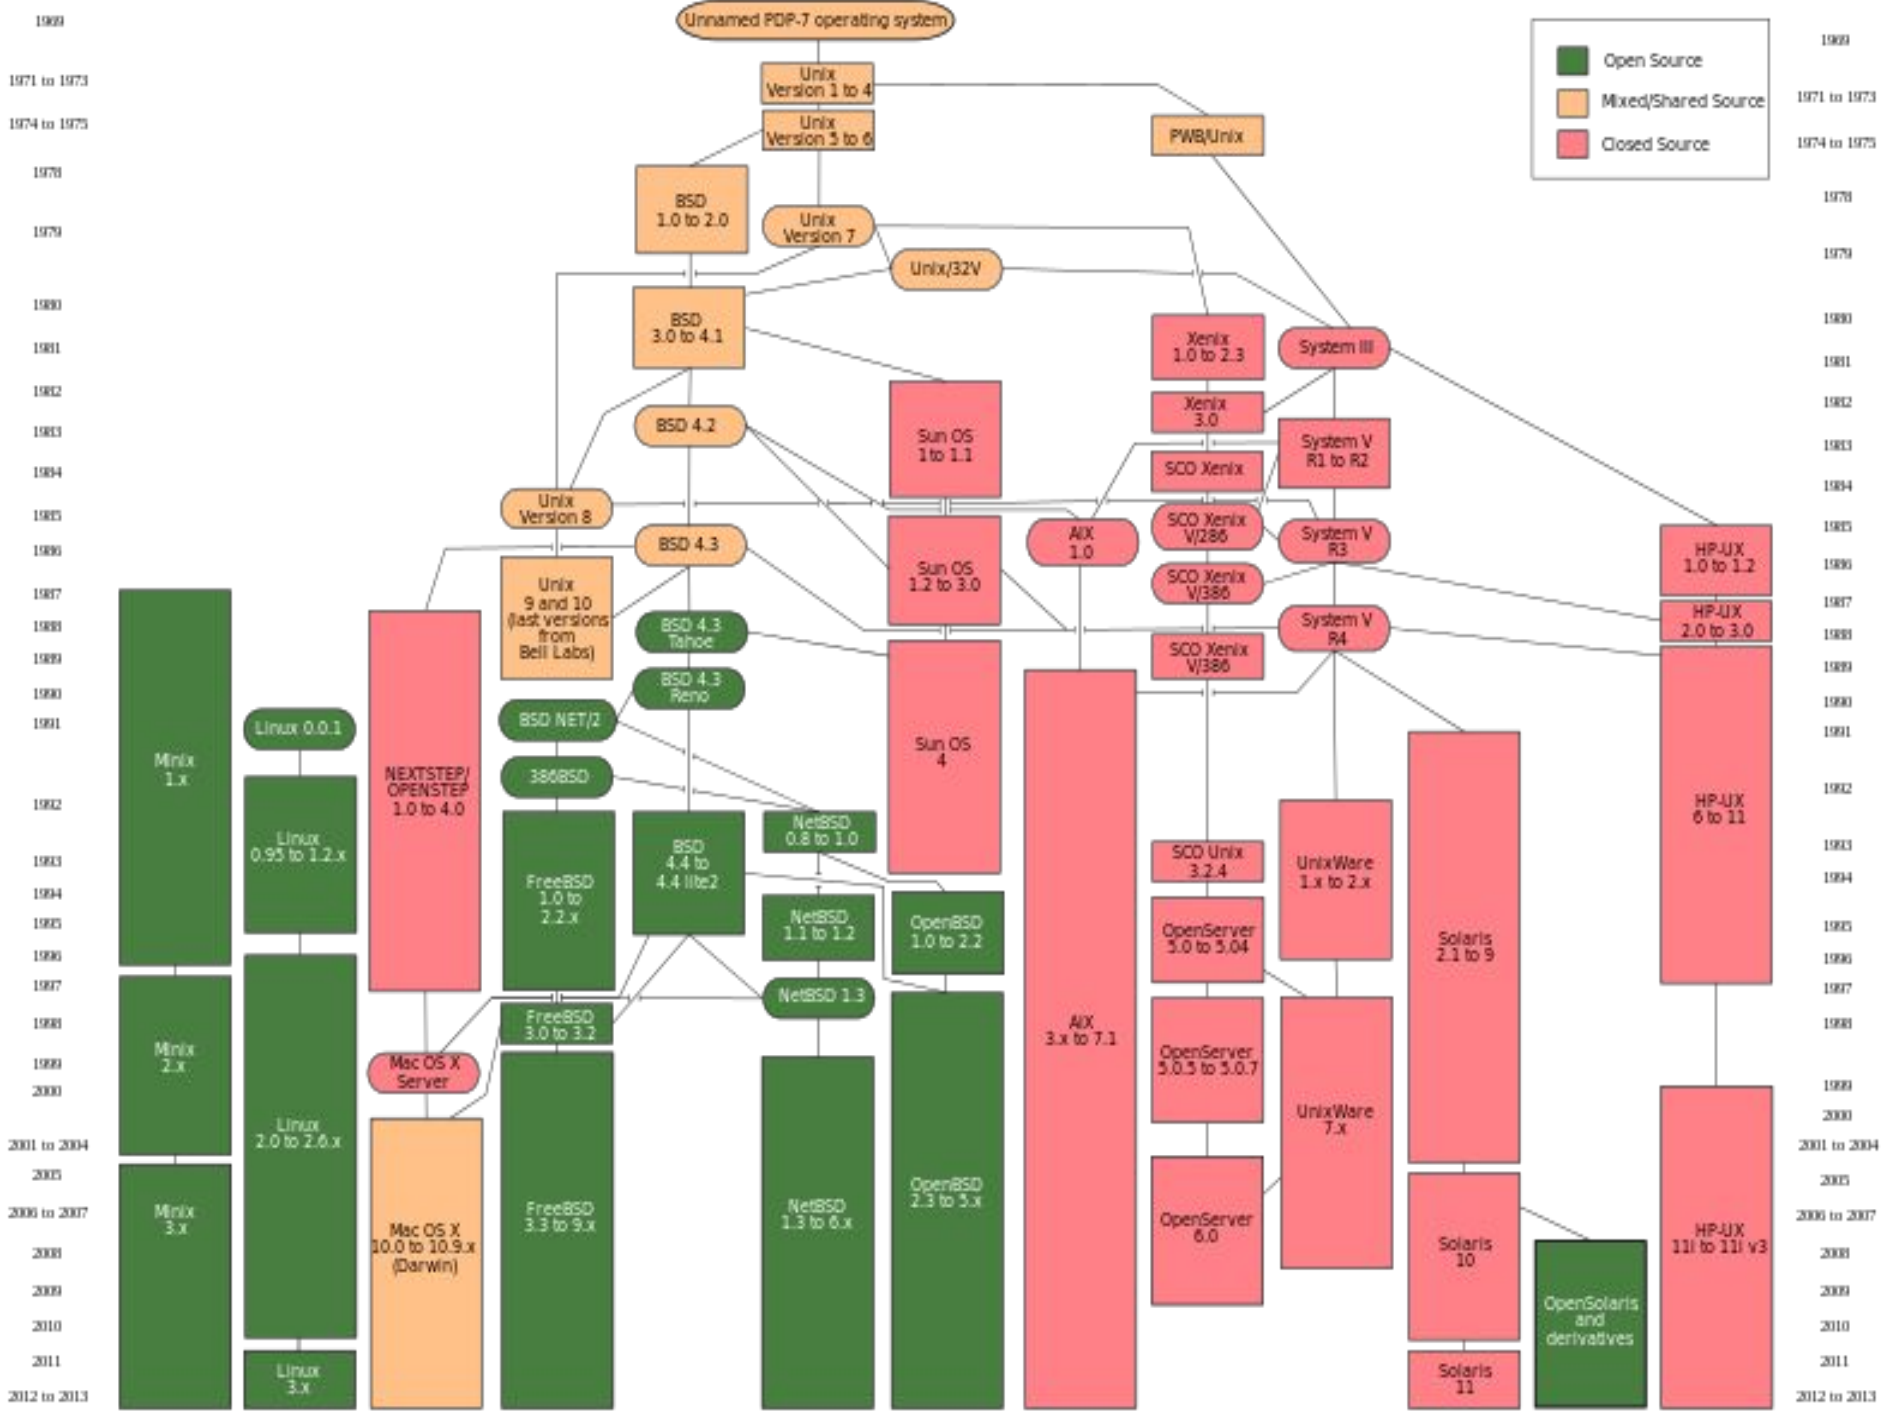 Unnamed PDP-7 operating system
1969
1969
Open Source
Mixed/Shared Source
Closed Source
1971 to 1973
Unix
Version 1 to 4
1971 to 1973
1974 to 1975
Unix
Version 5 to 6
PWB/Unix
1974 to 1975
1978
BSD
1.0 to 2.0
1978
1979
Unix
Version 7
1979
Unix/32V
1980
BSD
3.0 to 4.1
1980
1981
Xenix
1.0 to 2.3
System III
1981
1982
Xenix
3.0
1982
1983
BSD 4.2
Sun OS
1 to 1.1
System V
R1 to R2
1983
1984
SCO Xenix
1984
1985
Unix
Version 8
SCO Xenix
V/286
1985
1986
BSD 4.3
AIX
1.0
System V
R3
HP-UX
1.0 to 1.2
1986
Sun OS
1.2 to 3.0
SCO Xenix
V/386
1987
Unix
9 and 10
(last versions
from
Bell Labs)
1987
HP-UX
2.0 to 3.0
1988
BSD 4.3
Tahoe
System V
R4
1988
1989
SCO Xenix
V/386
1989
1990
BSD 4.3
Reno
1990
1991
Linux 0.0.1
BSD NET/2
1991
Minix
1.x
NEXTSTEP/
OPENSTEP
1.0 to 4.0
386BSD
Sun OS
4
1992
1992
HP-UX
6 to 11
NetBSD
0.8 to 1.0
1993
Linux
0.95 to 1.2.x
BSD
4.4 to
4.4 lite2
SCO Unix
3.2.4
UnixWare
1.x to 2.x
1993
1994
FreeBSD
1.0 to
2.2.x
1994
1995
NetBSD
1.1 to 1.2
OpenBSD
1.0 to 2.2
OpenServer
5.0 to 5.04
Solaris
2.1 to 9
1995
1996
1996
1997
NetBSD 1.3
1997
1998
FreeBSD
3.0 to 3.2
1998
Minix
2.x
AIX
3.x to 7.1
1999
Mac OS X
Server
OpenServer
5.0.5 to 5.0.7
1999
2000
2000
Linux
2.0 to 2.6.x
UnixWare
7.x
2001 to 2004
2001 to 2004
2005
2005
2006 to 2007
Minix
3.x
FreeBSD
3.3 to 9.x
NetBSD
1.3 to 6.x
OpenBSD
2.3 to 5.x
OpenServer
6.0
2006 to 2007
2008
Mac OS X
10.0 to 10.9.x
(Darwin)
Solaris
10
HP-UX
11i to 11i v3
2008
2009
2009
2010
OpenSolaris
and
derivatives
2010
2011
2011
Linux
3.x
Solaris
11
2012 to 2013
2012 to 2013